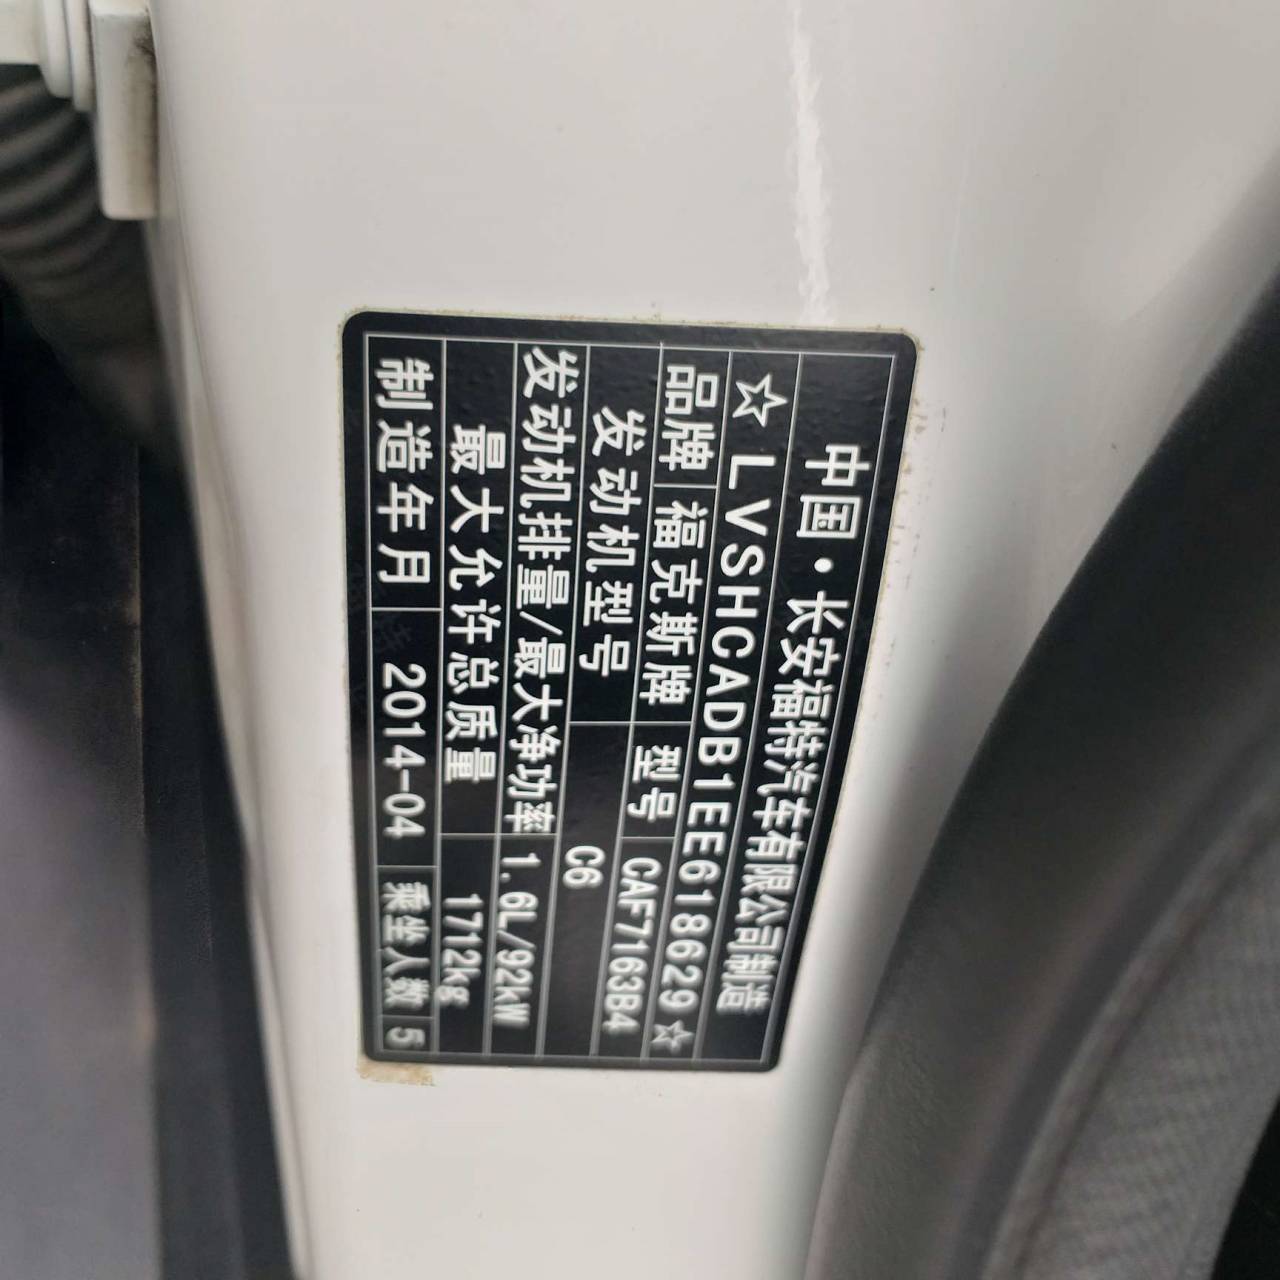 中国·长安福特汽车有限公司制造
☆ LVSHCADB1EE618629☆
品牌 福克斯牌 型号 CAF7163B4
发动机型号 C6
发动机排量/最大净功率 1.6L/92kW
最大允许总质量 1712kg
制造年月 2014-04 乘坐人数 5